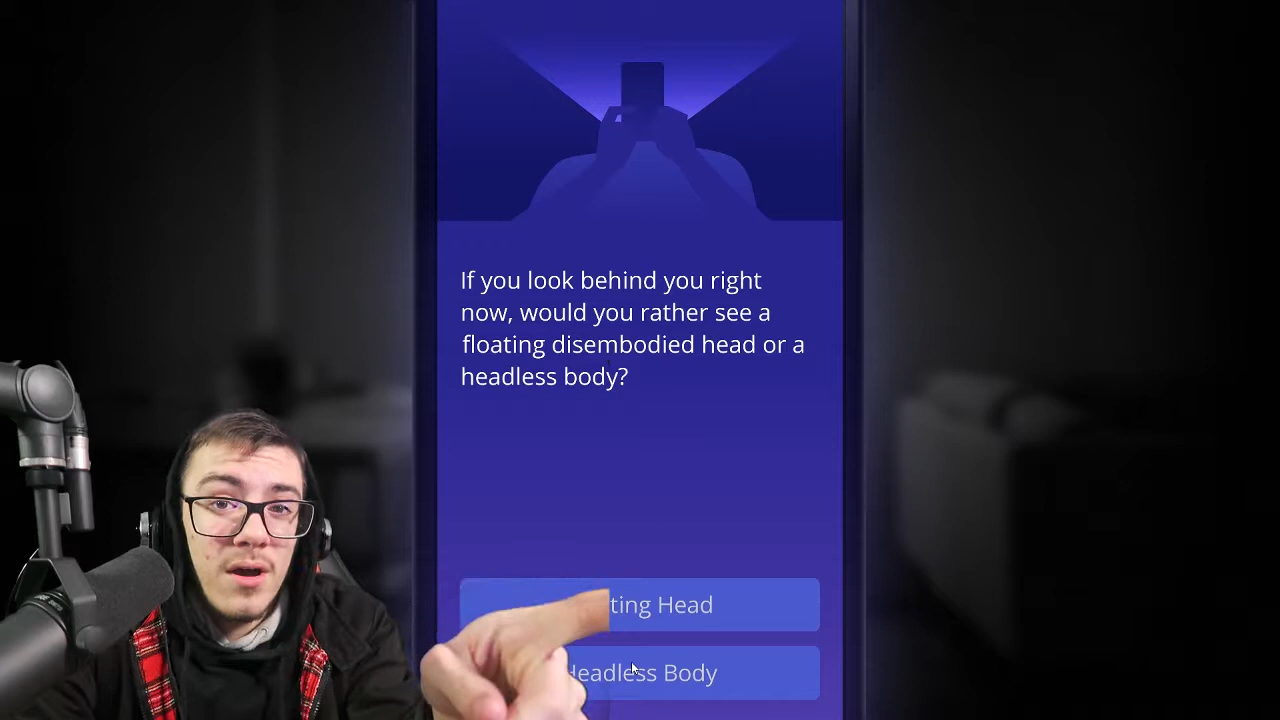 If you look behind you right
now, would you rather see a
floating disembodied head or a
headless body?
ting Head
Headless Body